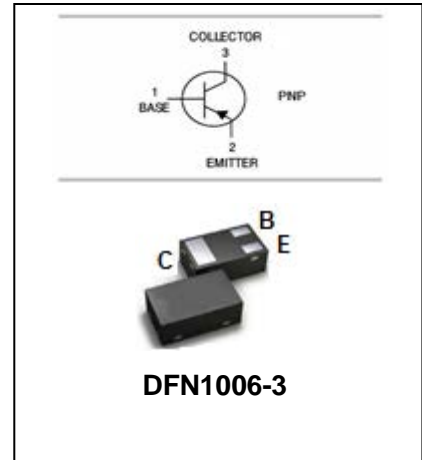 COLLECTOR
3
1
BASE
PNP
2
EMITTER
B
E
C
DFN1006-3